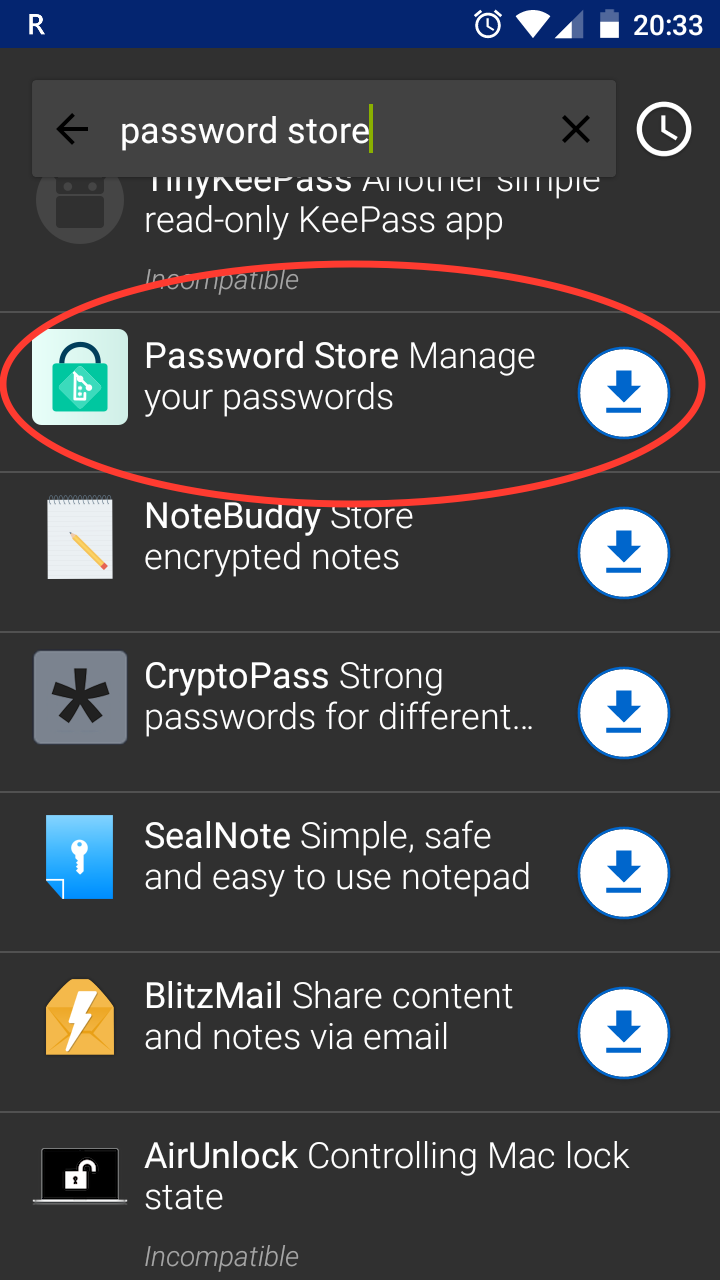 R 20:33
password store
TinyKeePass Another simple
read-only KeePass app
Incompatible
Password Store Manage
your passwords
NoteBuddy Store
encrypted notes
CryptoPass Strong
passwords for different…
SealNote Simple, safe
and easy to use notepad
BlitzMail Share content
and notes via email
AirUnlock Controlling Mac lock
state
Incompatible